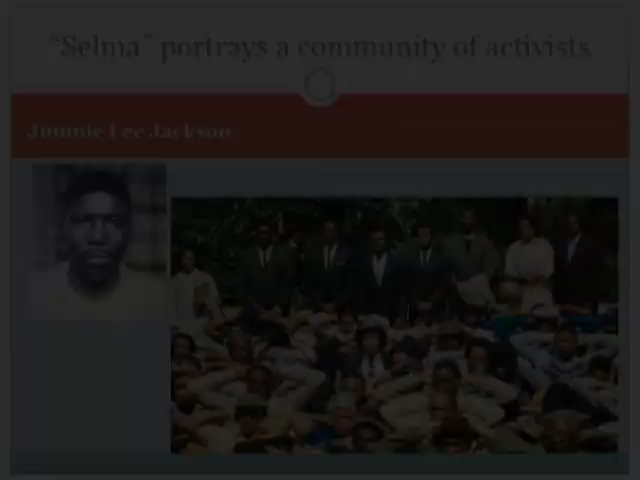 “Selma” portrays a community of activists
Jimmie Lee Jackson